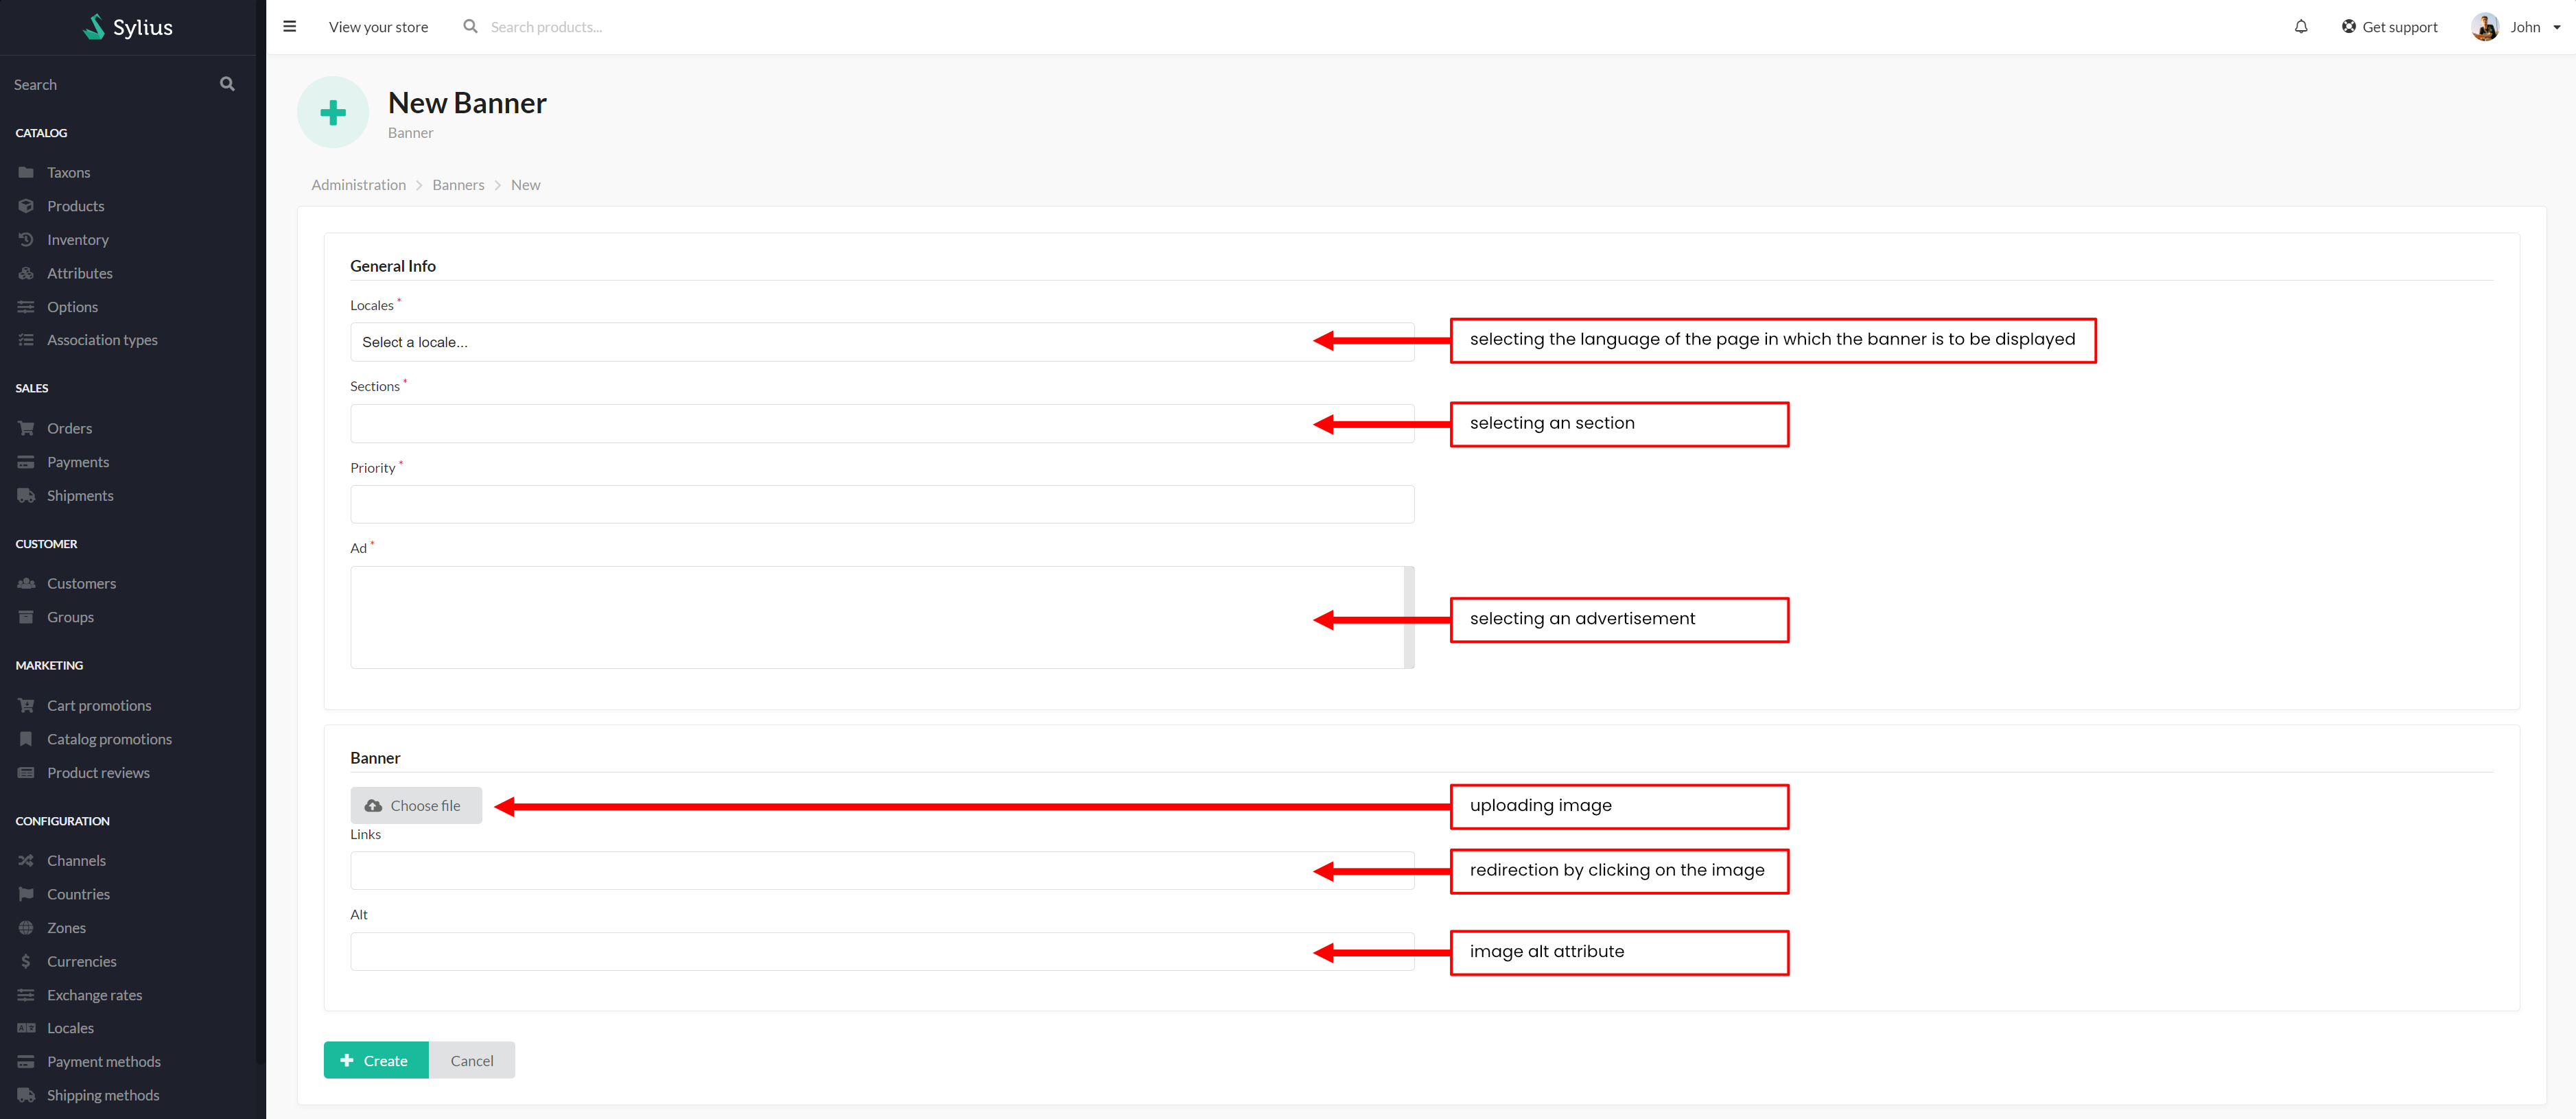 Sylius
View your store
Search products...
Get support
John
Search
CATALOG
Taxons
Products
Inventory
Attributes
Options
Association types
SALES
Orders
Payments
Shipments
CUSTOMER
Customers
Groups
MARKETING
Cart promotions
Catalog promotions
Product reviews
CONFIGURATION
Channels
Countries
Zones
Currencies
Exchange rates
Locales
Payment methods
Shipping methods
New Banner
Banner
Administration > Banners > New
General Info
Locales *
Select a locale...
selecting the language of the page in which the banner is to be displayed
Sections *
selecting an section
Priority *
Ad *
selecting an advertisement
Banner
Choose file
uploading image
Links
redirection by clicking on the image
Alt
image alt attribute
Create
Cancel